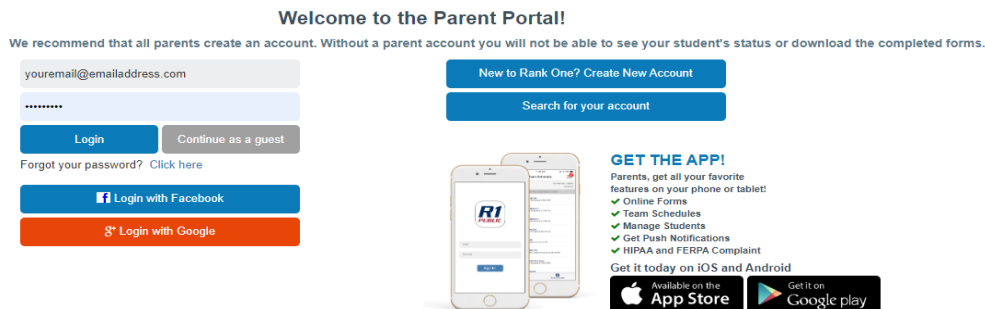 Welcome to the Parent Portal!
We recommend that all parents create an account. Without a parent account you will not be able to see your student's status or download the completed forms.
youremail@emailaddress.com
•••••••••
Login
Continue as a guest
Forgot your password? Click here
Login with Facebook
Login with Google
New to Rank One? Create New Account
Search for your account
R1
PUBLIC
GET THE APP!
Parents, get all your favorite
features on your phone or tablet!
Online Forms
Team Schedules
Manage Students
Get Push Notifications
HIPAA and FERPA Complaint
Get it today on iOS and Android
Available on the
App Store
Get it on
Google play